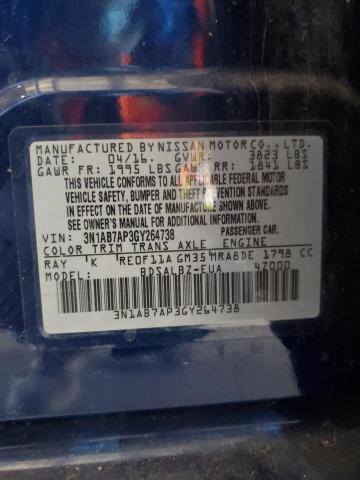 MANUFACTURED BY NISSAN MOTOR CO., LTD.
DATE: 04/16. GVWR: 3823 LBS
GAWR FR: 1995 LBS GAWR RR: 1841 LBS
THIS VEHICLE CONFORMS TO ALL APPLICABLE FEDERAL MOTOR
VEHICLE SAFETY, BUMPER AND THEFT PREVENTION STANDARDS
IN EFFECT ON THE DATE OF MANUFACTURE SHOWN ABOVE.
SEE OWNER'S MANUAL FOR ADDITIONAL INFORMATION
VIN: 3N1AB7AP3GY264738 PASSENGER CAR.
COLOR TRIM TRANS AXLE ENGINE
RAY K RE0F11A GM35 MRA8DE 1798 CC
MODEL: BDSALBZ-EUA 4Z000
3N1AB7AP3GY264738